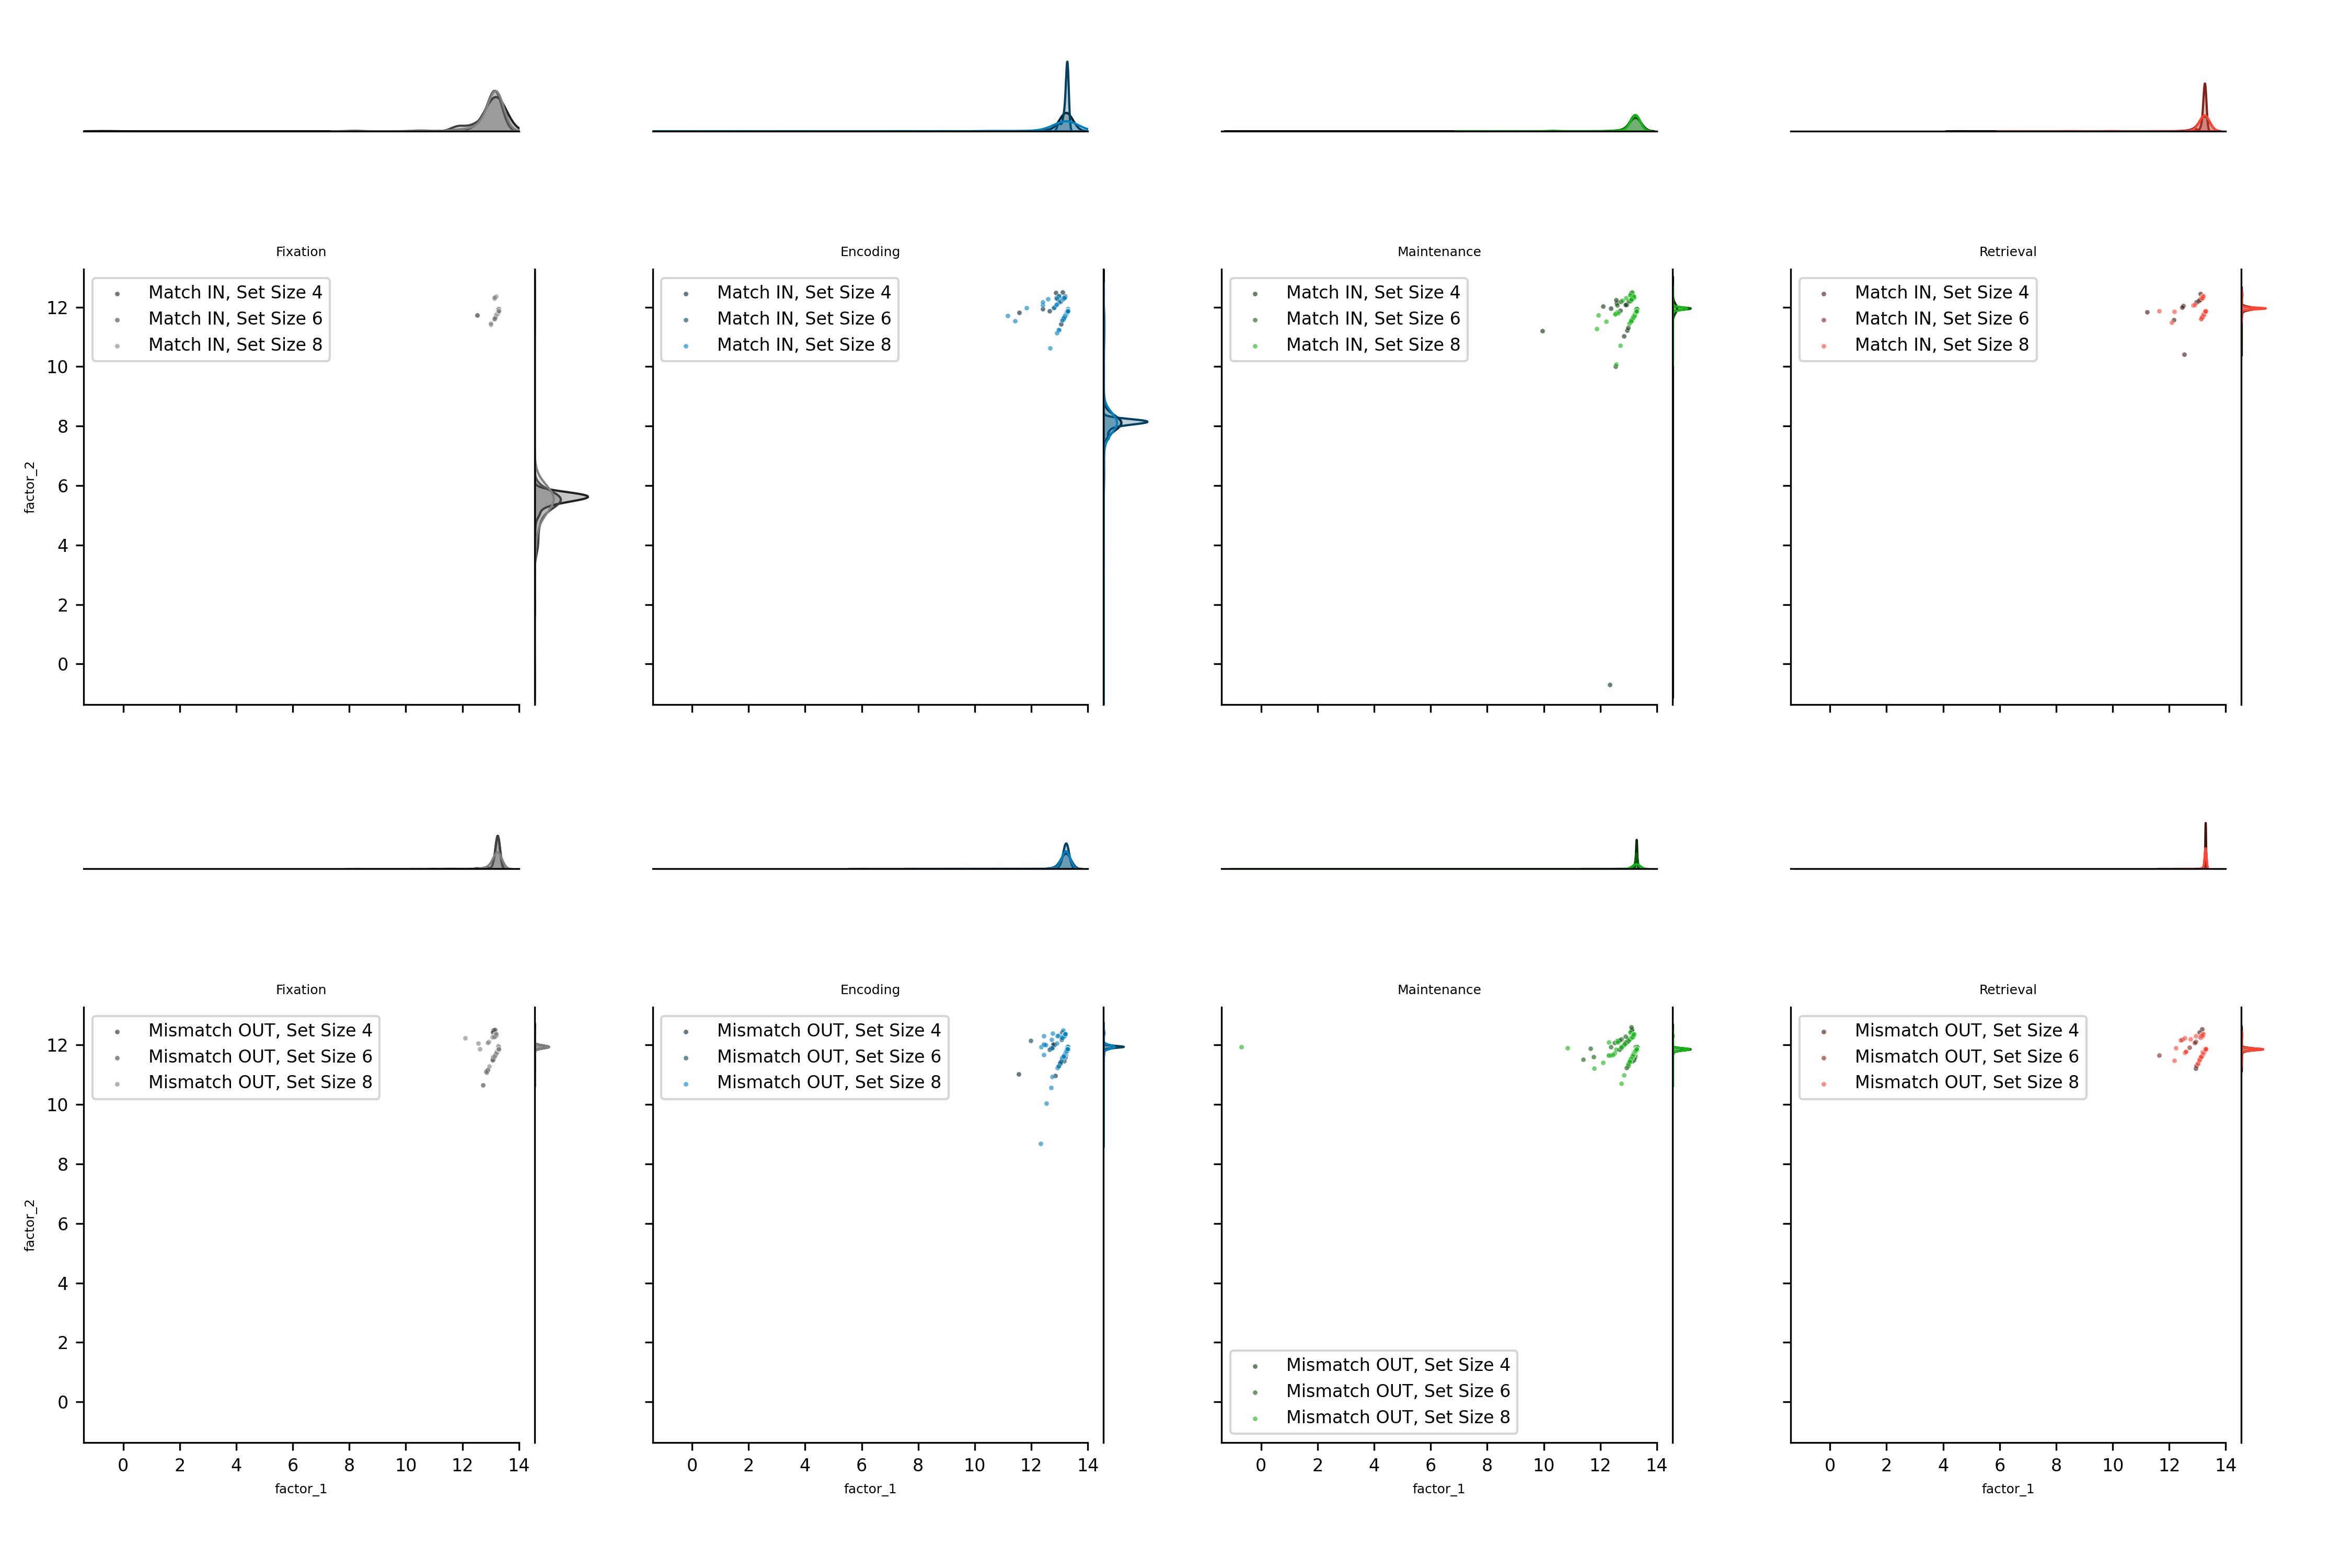 Fixation
Encoding
Maintenance
Retrieval
Match IN, Set Size 4
Match IN, Set Size 6
Match IN, Set Size 8
Match IN, Set Size 4
Match IN, Set Size 6
Match IN, Set Size 8
Match IN, Set Size 4
Match IN, Set Size 6
Match IN, Set Size 8
Match IN, Set Size 4
Match IN, Set Size 6
Match IN, Set Size 8
12
10
8
6
4
2
0
factor_2
Fixation
Encoding
Maintenance
Retrieval
Mismatch OUT, Set Size 4
Mismatch OUT, Set Size 6
Mismatch OUT, Set Size 8
Mismatch OUT, Set Size 4
Mismatch OUT, Set Size 6
Mismatch OUT, Set Size 8
Mismatch OUT, Set Size 4
Mismatch OUT, Set Size 6
Mismatch OUT, Set Size 8
Mismatch OUT, Set Size 4
Mismatch OUT, Set Size 6
Mismatch OUT, Set Size 8
12
10
8
6
4
2
0
factor_2
0 2 4 6 8 10 12 14
0 2 4 6 8 10 12 14
0 2 4 6 8 10 12 14
0 2 4 6 8 10 12 14
factor_1
factor_1
factor_1
factor_1